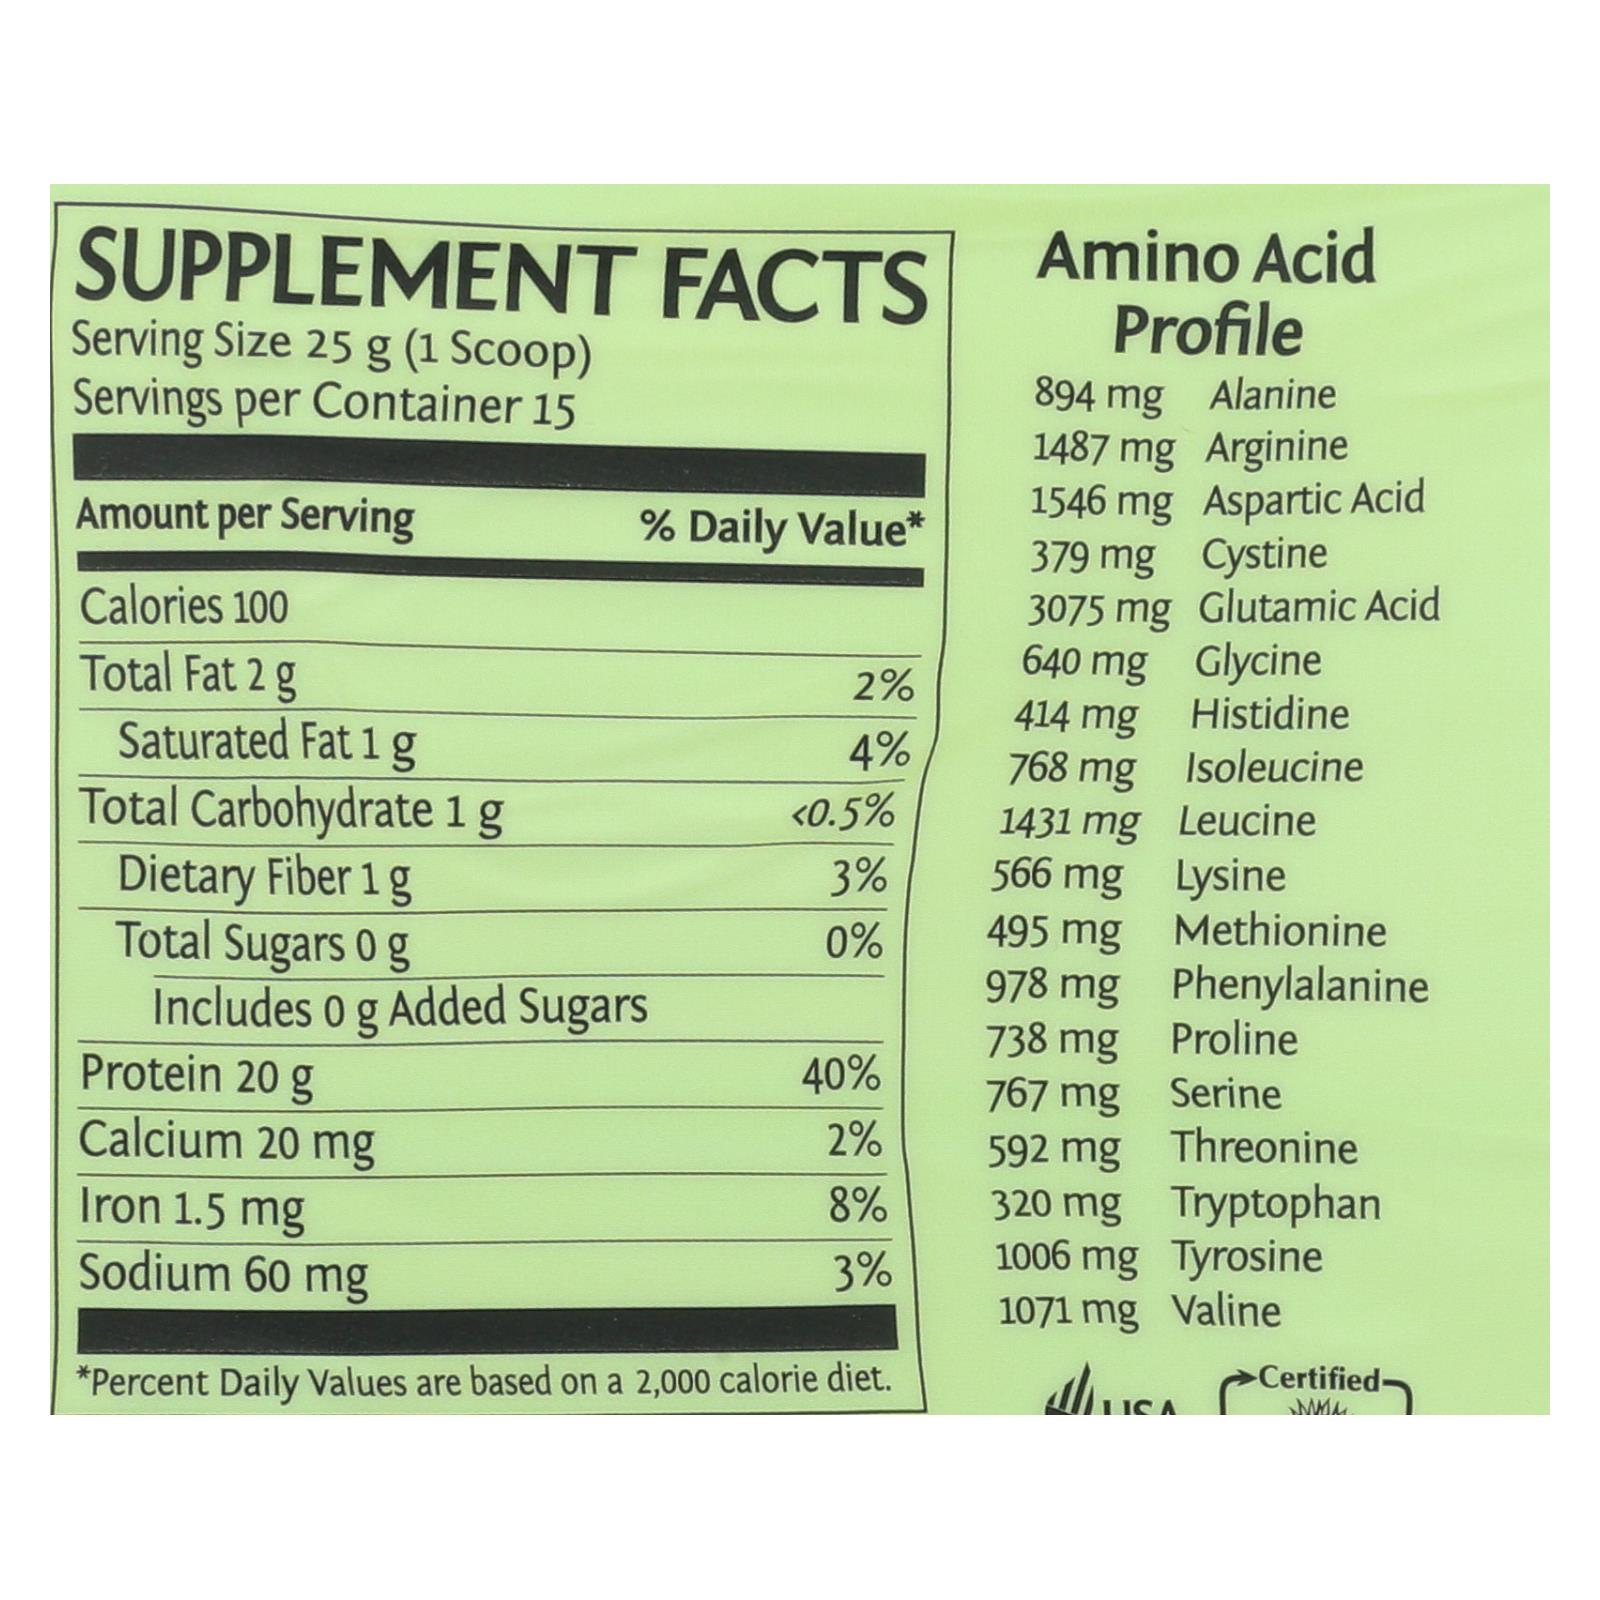 SUPPLEMENT FACTS
Serving Size 25 g (1 Scoop)
Servings per Container 15
Amount per Serving % Daily Value*
Calories 100
Total Fat 2 g 2%
Saturated Fat 1 g 4%
Total Carbohydrate 1 g <0.5%
Dietary Fiber 1 g 3%
Total Sugars 0 g 0%
Includes 0 g Added Sugars
Protein 20 g 40%
Calcium 20 mg 2%
Iron 1.5 mg 8%
Sodium 60 mg 3%
*Percent Daily Values are based on a 2,000 calorie diet.
Amino Acid
Profile
894 mg Alanine
1487 mg Arginine
1546 mg Aspartic Acid
379 mg Cystine
3075 mg Glutamic Acid
640 mg Glycine
414 mg Histidine
768 mg Isoleucine
1431 mg Leucine
566 mg Lysine
495 mg Methionine
978 mg Phenylalanine
738 mg Proline
767 mg Serine
592 mg Threonine
320 mg Tryptophan
1006 mg Tyrosine
1071 mg Valine
USA
Certified